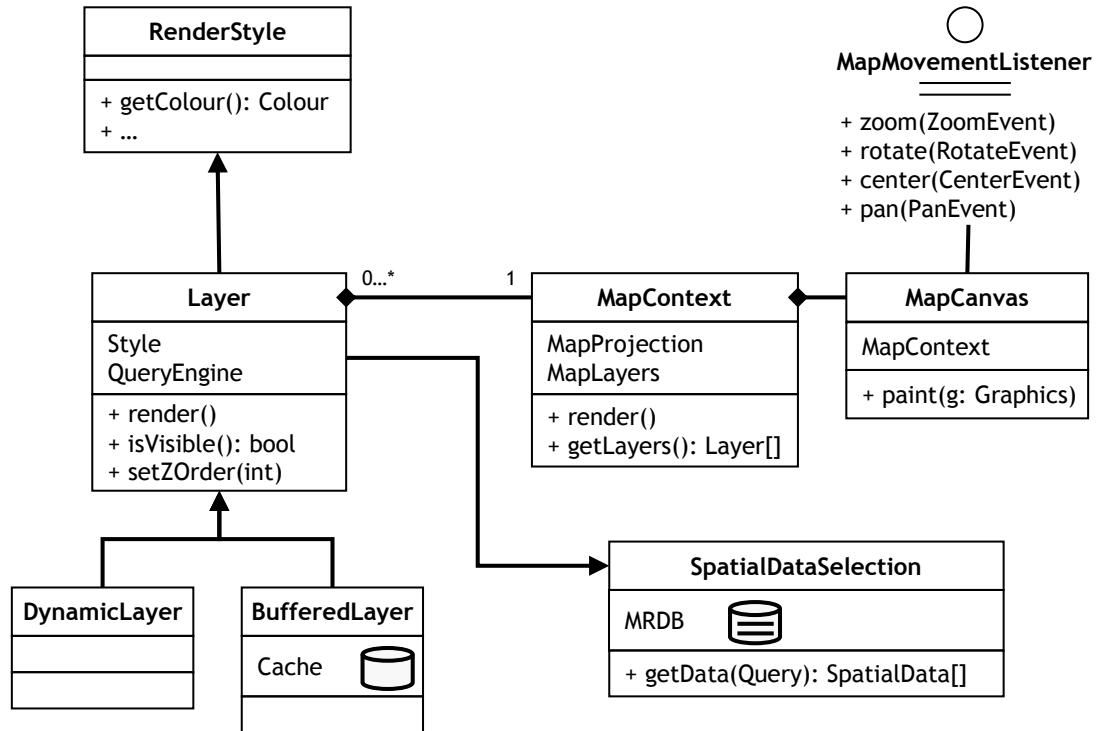 RenderStyle
+ getColour(): Colour
+ ...
MapMovementListener
+ zoom(ZoomEvent)
+ rotate(RotateEvent)
+ center(CenterEvent)
+ pan(PanEvent)
Layer
Style
QueryEngine
+ render()
+ isVisible(): bool
+ setZOrder(int)
0...*
1
MapContext
MapProjection
MapLayers
+ render()
+ getLayers(): Layer[]
MapCanvas
MapContext
+ paint(g: Graphics)
DynamicLayer
BufferedLayer
Cache
SpatialDataSelection
MRDB
+ getData(Query): SpatialData[]